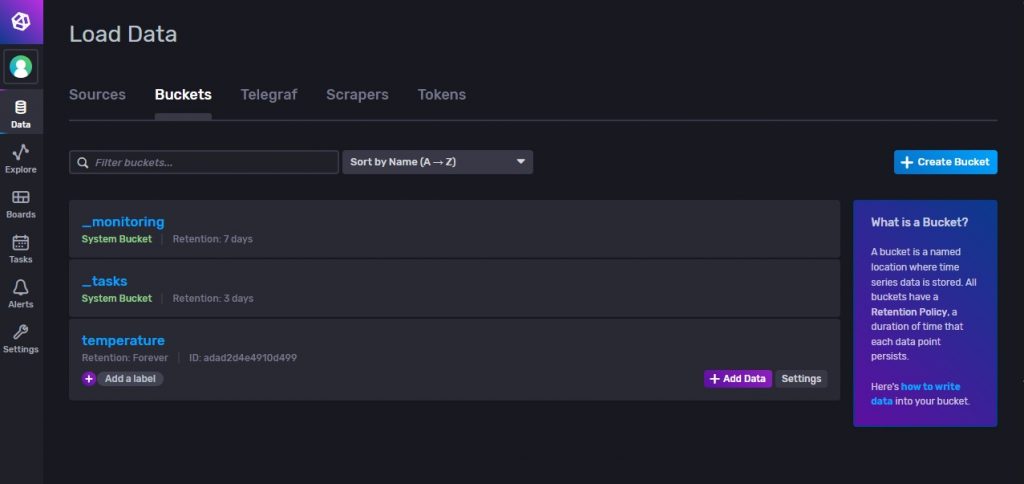 Load Data
Sources Buckets Telegraf Scrapers Tokens
Data
Explore
Boards
Tasks
Alerts
Settings
Filter buckets...
Sort by Name (A → Z)
Create Bucket
_monitoring
System Bucket Retention: 7 days
_tasks
System Bucket Retention: 3 days
temperature
Retention: Forever ID: adad2d4e4910d499
Add a label
Add Data
Settings
What is a Bucket?
A bucket is a named
location where time
series data is stored. All
buckets have a
Retention Policy, a
duration of time that
each data point
persists.
Here's how to write
data into your bucket.